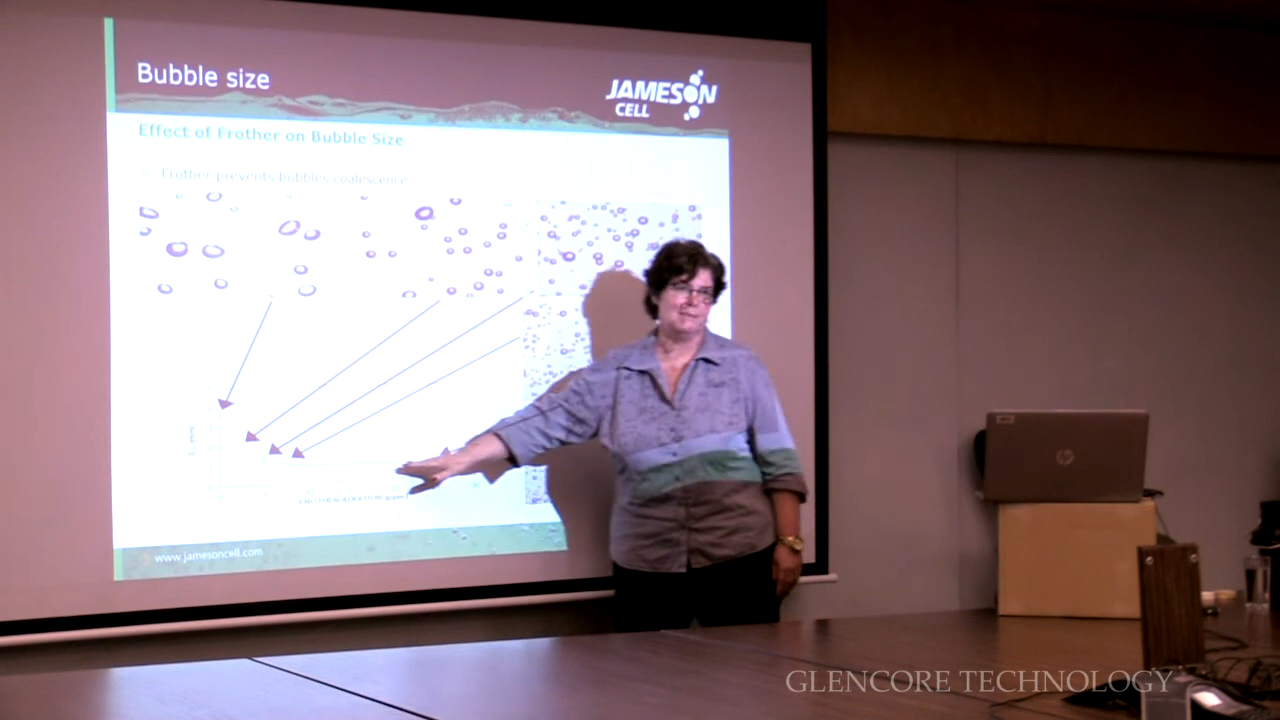 Bubble size
JAMESON
CELL
Effect of Frother on Bubble Size
Frother prevents bubbles coalescence
www.jamesoncell.com
hp
GLENCORE TECHNOLOGY